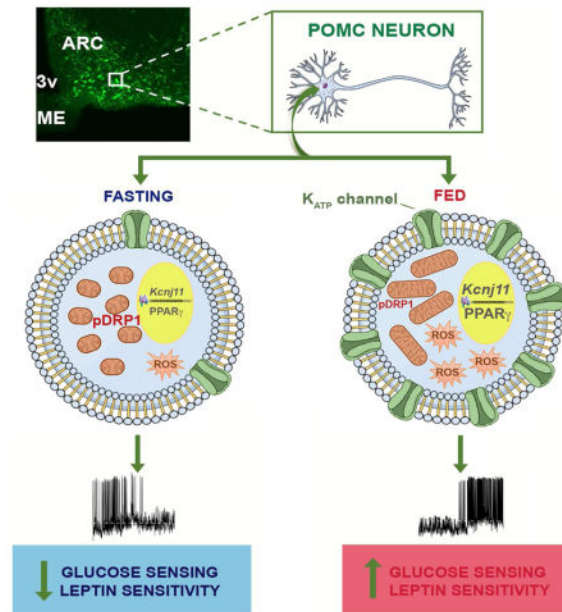 ARC
3v
ME
POMC NEURON
FASTING
K_ATP channel
FED
Kcnj11
PPARγ
pDRP1
ROS
Kcnj11
PPARγ
pDRP1
ROS
ROS
ROS
GLUCOSE SENSING
LEPTIN SENSITIVITY
GLUCOSE SENSING
LEPTIN SENSITIVITY